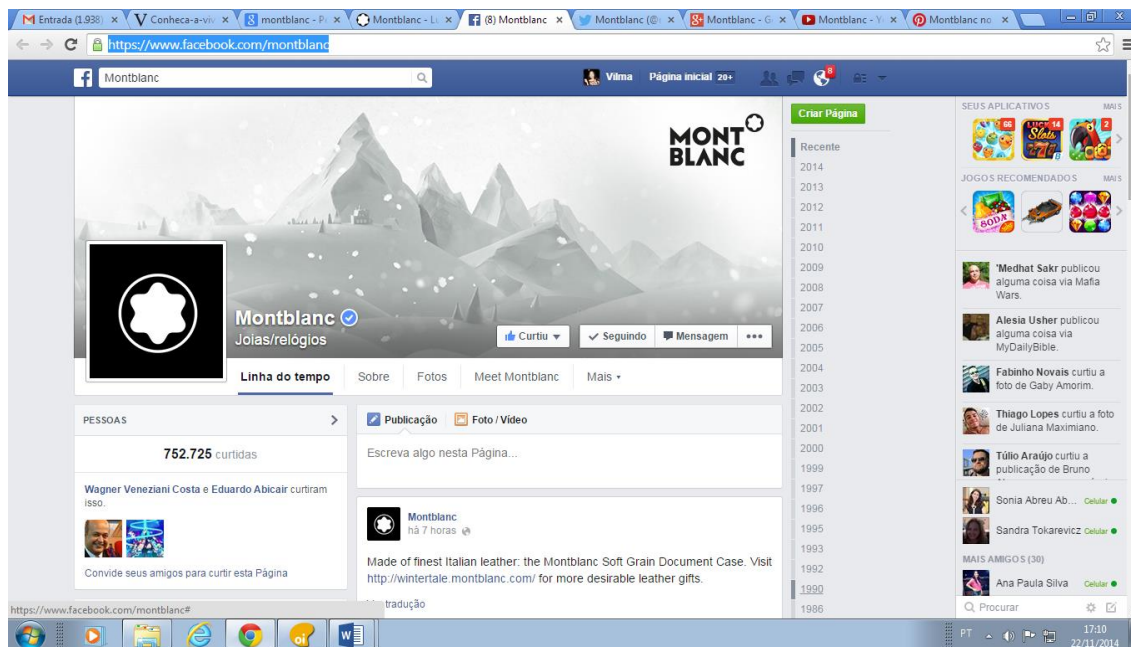 Entrada (1.938)
Conheca-a-viv
montblanc - P
Montblanc - L
(8) Montblanc
Montblanc (@
Montblanc - G
Montblanc - Y
Montblanc no
https://www.facebook.com/montblanc
Montblanc
Vilma Página inicial 20+
8
MONT
BLANC
Montblanc
Joias/relógios
Curtiu
Seguindo
Mensagem
Linha do tempo Sobre Fotos Meet Montblanc Mais
PESSOAS
752.725 curtidas
Wagner Veneziani Costa e Eduardo Abicair curtiram
isso.
Convide seus amigos para curtir esta Página
Publicação Foto / Vídeo
Escreva algo nesta Página...
Montblanc
há 7 horas
Made of finest Italian leather: the Montblanc Soft Grain Document Case. Visit
http://wintertale.montblanc.com/ for more desirable leather gifts.
tradução
Criar Página
Recente
2014
2013
2012
2011
2010
2009
2008
2007
2006
2005
2004
2003
2002
2001
2000
1999
1997
1996
1995
1993
1992
1990
1986
SEUS APLICATIVOS MAIS
66
14
2
LUCKY
Slots
777
JOGOS RECOMENDADOS MAIS
SODA
'Medhat Sakr publicou
alguma coisa via Mafia
Wars.
Alesia Usher publicou
alguma coisa via
MyDailyBible.
Fabinho Novais curtiu a
foto de Gaby Amorim.
Thiago Lopes curtiu a foto
de Juliana Maximiano.
Túlio Araújo curtiu a
publicação de Bruno
Sonia Abreu Ab... Celular
Sandra Tokarevicz Celular
MAIS AMIGOS (30)
Ana Paula Silva Celular
Procurar
https://www.facebook.com/montblanc#
oi
PT
17:10
22/11/2014